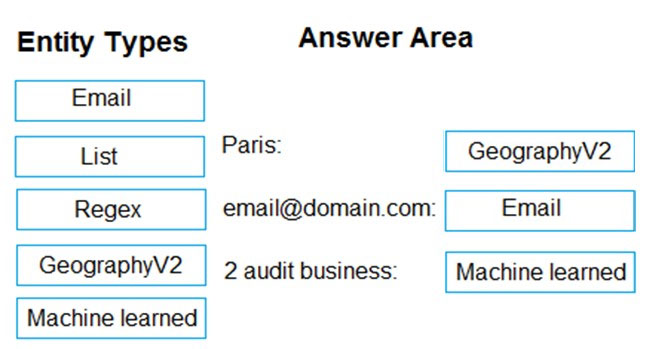 Entity Types
Answer Area
Email
List
Paris:
GeographyV2
Regex
email@domain.com:
Email
GeographyV2
2 audit business:
Machine learned
Machine learned